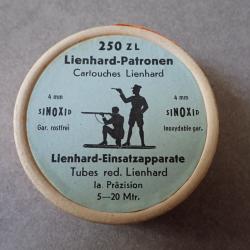 250 ZL
Lienhard-Patronen
Cartouches Lienhard
4 mm 4 mm
SINOXID SINOXID
Gar. rostfrei Inoxydable gar.
Lienhard-Einsatzapparate
Tubes red. Lienhard
Ia. Präzision
5—20 Mtr.